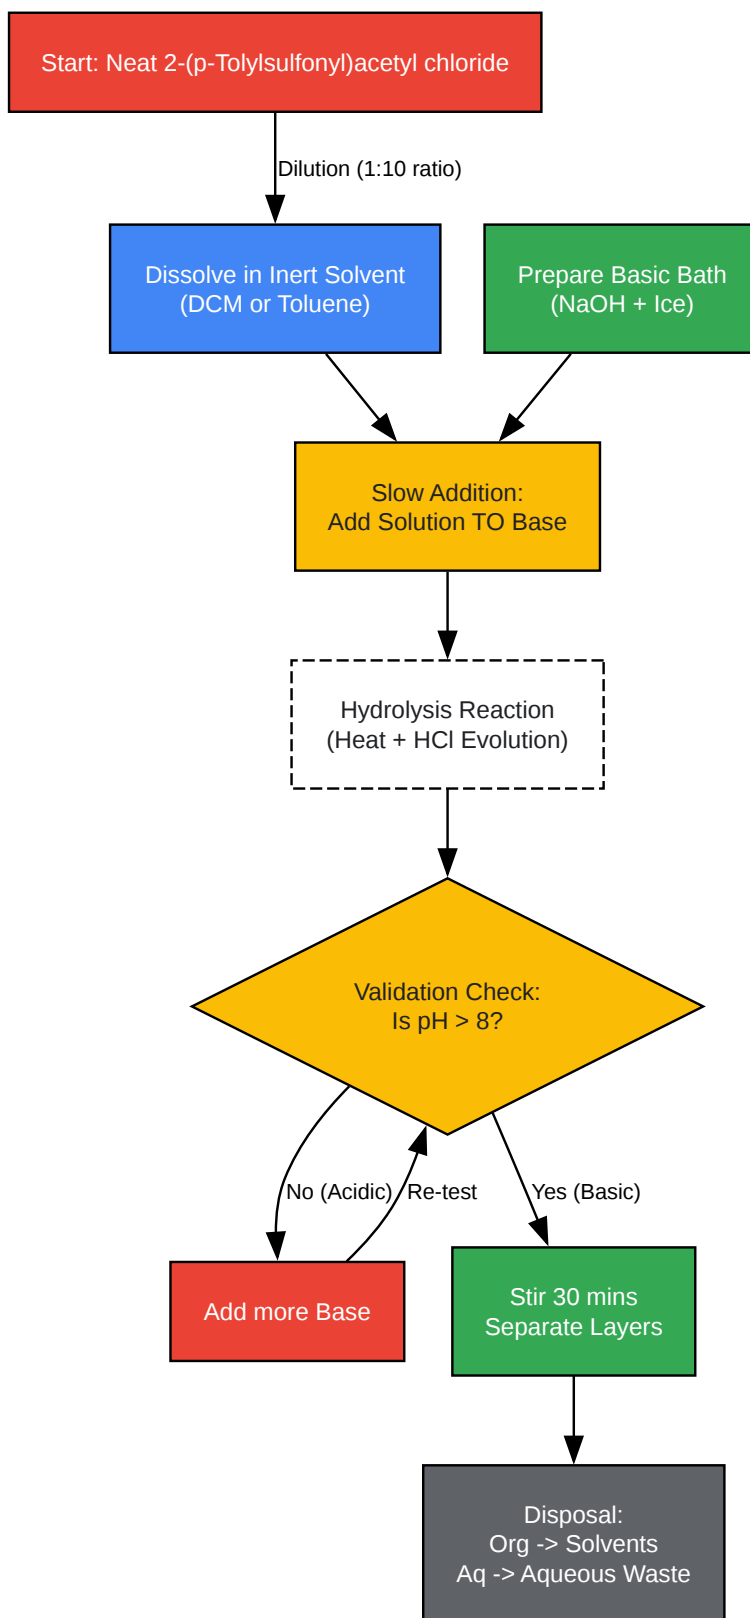 Start: Neat 2-(p-Tolylsulfonyl)acetyl chloride
Dilution (1:10 ratio)
Dissolve in Inert Solvent
(DCM or Toluene)
Prepare Basic Bath
(NaOH + Ice)
Slow Addition:
Add Solution TO Base
Hydrolysis Reaction
(Heat + HCl Evolution)
Validation Check:
Is pH > 8?
No (Acidic)
Re-test
Yes (Basic)
Add more Base
Stir 30 mins
Separate Layers
Disposal:
Org -> Solvents
Aq -> Aqueous Waste